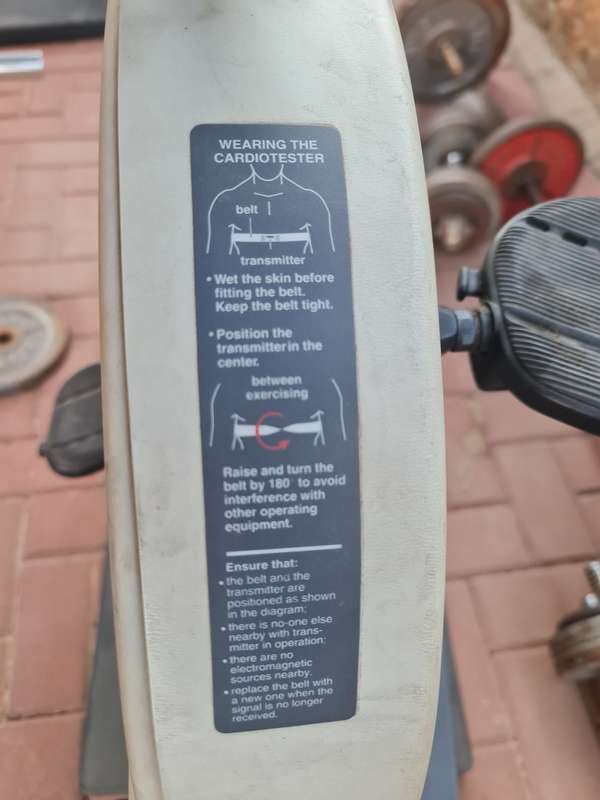 WEARING THE
CARDIOTESTER
belt
transmitter
• Wet the skin before
fitting the belt.
Keep the belt tight.
• Position the
transmitter in the
center.
between
exercising
Raise and turn the
belt by 180° to avoid
interference with
other operating
equipment.
Ensure that:
• the belt and the
transmitter are
positioned as shown
in the diagram;
• there is no-one else
nearby with trans-
mitter in operation;
• there are no
electromagnetic
sources nearby.
• replace the belt with
a new one when the
signal is no longer
received.